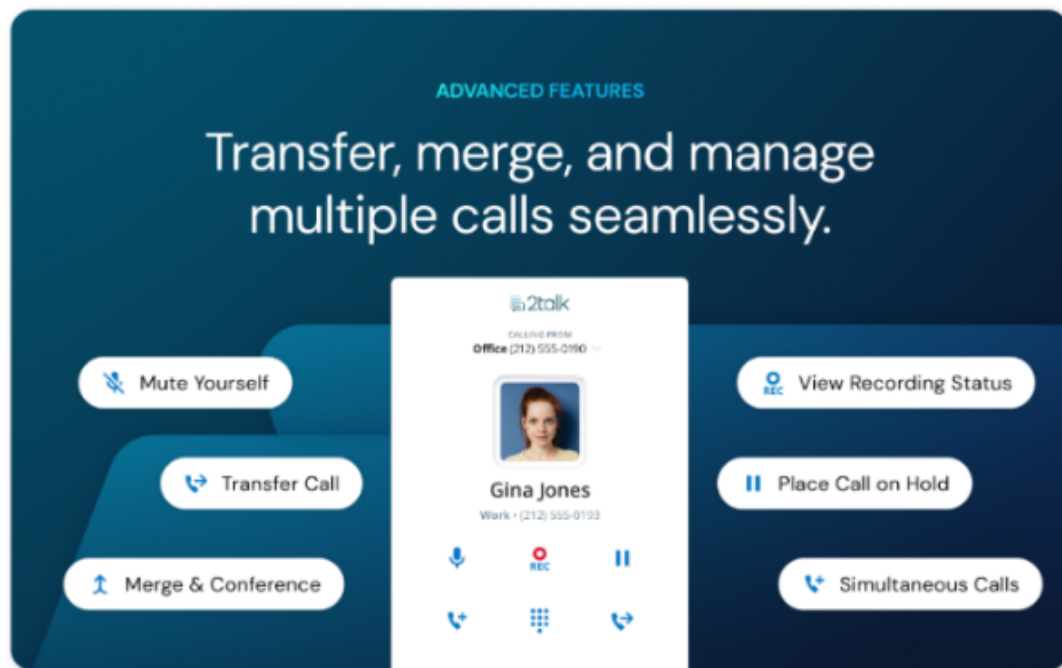 ADVANCED FEATURES
Transfer, merge, and manage
multiple calls seamlessly.
2talk
CALLING FROM
Office (212) 555-0190
Mute Yourself
View Recording Status
Transfer Call
Place Call on Hold
Gina Jones
Work • (212) 555-0193
REC
Merge & Conference
Simultaneous Calls
REC